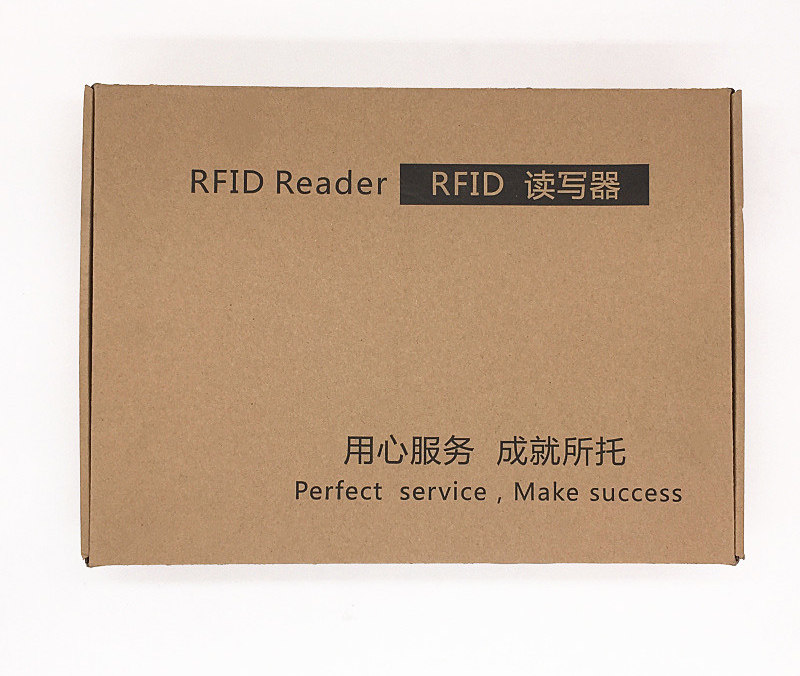 RFID Reader RFID 读写器
用心服务 成就所托
Perfect service , Make success